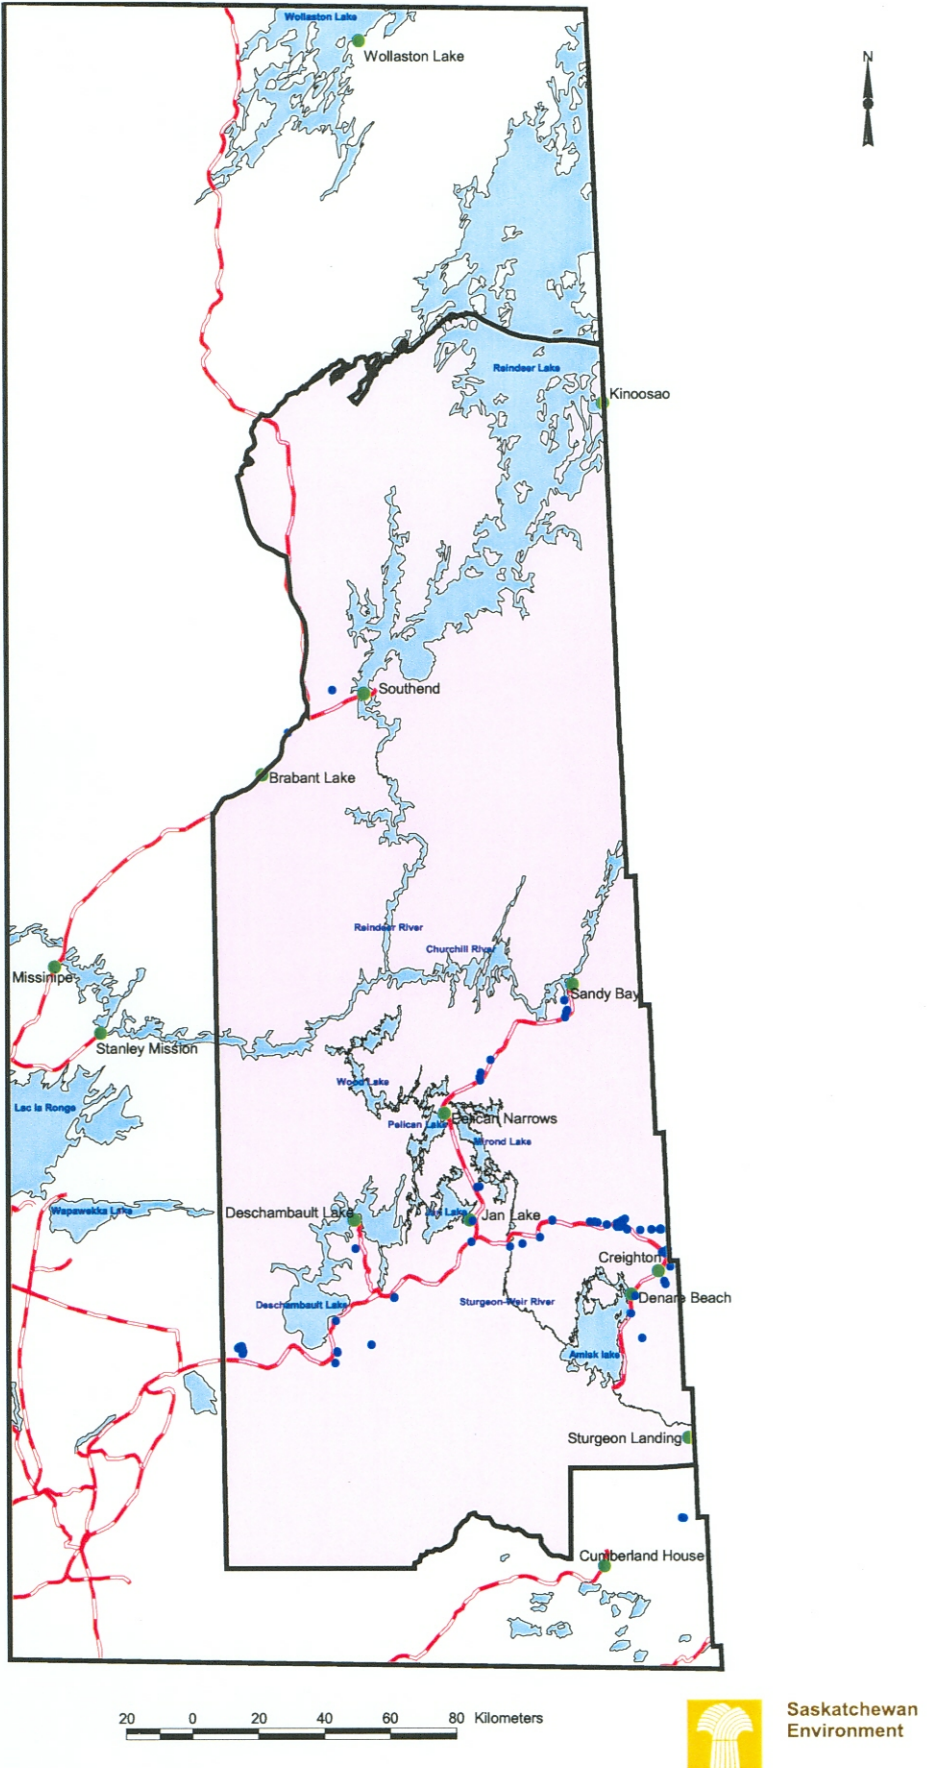 Wollaston Lake
Wollaston Lake
N
Reindeer Lake
Kinoosao
Southend
Brabant Lake
Reindeer River
Churchill River
Missinipe
Sandy Bay
Stanley Mission
Wood Lake
Lac la Ronge
Pelican Narrows
Pelican Lake
Mirond Lake
Wapawekka Lake
Deschambault Lake
Jan Lake
Jan Lake
Creighton
Denare Beach
Deschambault Lake
Sturgeon-Weir River
Amisk lake
Sturgeon Landing
Cumberland House
20 0 20 40 60 80 Kilometers
Saskatchewan
Environment